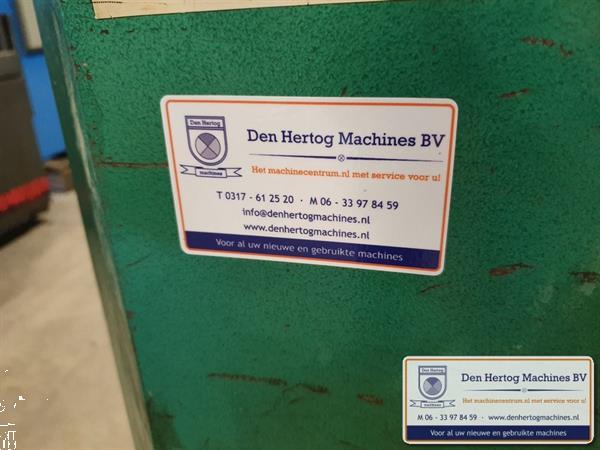 Den Hertog
machines
Den Hertog Machines BV
Het machinecentrum.nl met service voor u!
T 0317 - 61 25 20 · M 06 - 33 97 84 59
info@denhertogmachines.nl
www.denhertogmachines.nl
Voor al uw nieuwe en gebruikte machines
Den Hertog
machines
Den Hertog Machines BV
Het machinecentrum.nl met service voor u!
M 06 - 33 97 84 59 · www.denhertogmachines.nl
Voor al uw nieuwe en gebruikte machines